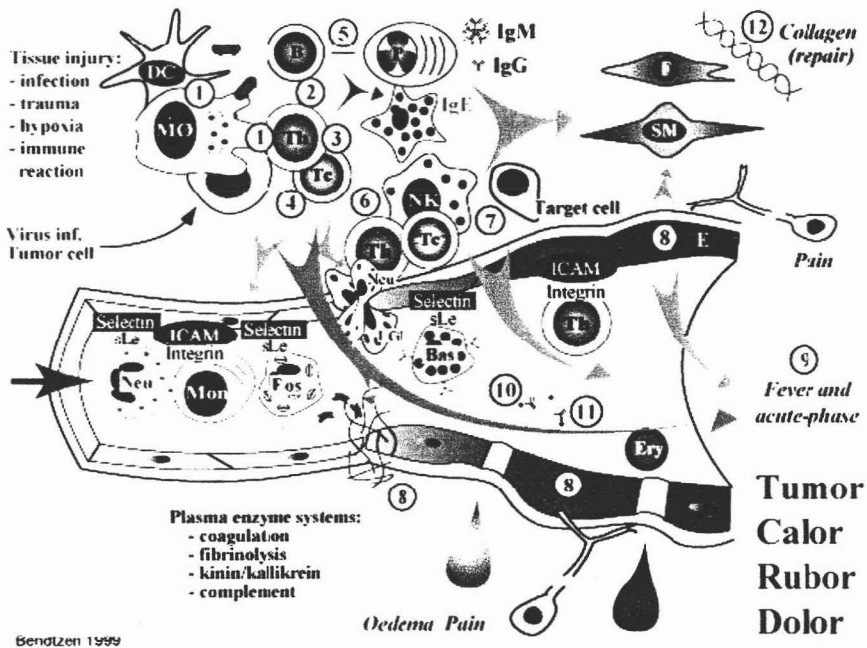 Tissue injury:
- infection
- trauma
- hypoxia
- immune
reaction
DC
1
MØ
B
5
P
2
IgM
IgG
IgE
1
Th
3
Tc
4
12
Collagen
(repair)
F
SM
6
NK
7
Target cell
Th
Tc
Virus inf.
Tumor cell
8
E
Pain
Neu
ICAM
Integrin
Th
Selectin
sLe
Bas
Selectin
sLe
ICAM
Integrin
Selectin
sLe
Neu
Mon
Eos
9
Fever and
acute-phase
10
11
Ery
8
8
Plasma enzyme systems:
- coagulation
- fibrinolysis
- kinin/kallikrein
- complement
Oedema
Pain
Tumor
Calor
Rubor
Dolor
Bendtzen 1999